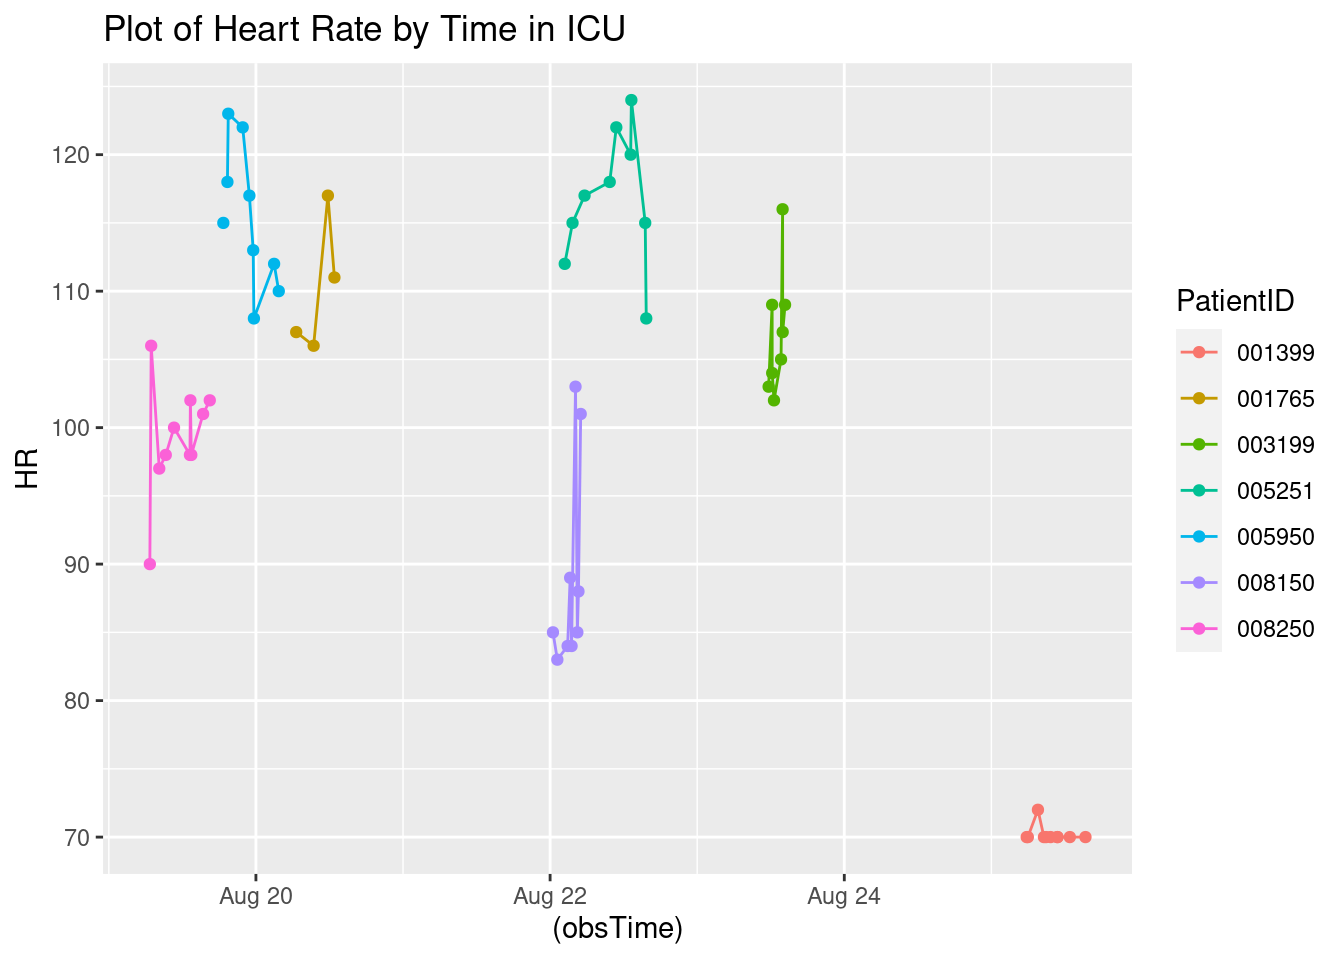 Plot of Heart Rate by Time in ICU
120
110
100
90
80
70
HR
Aug 20
Aug 22
Aug 24
(obsTime)
PatientID
001399
001765
003199
005251
005950
008150
008250